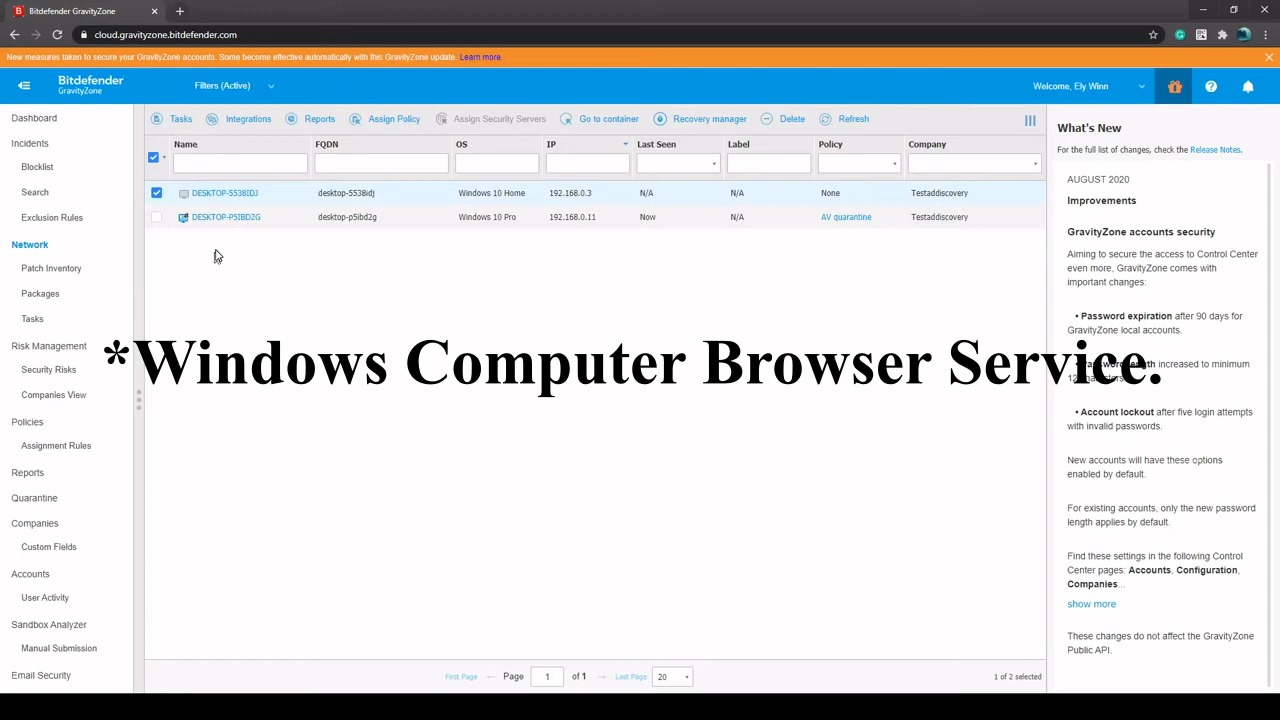 Bitdefender GravityZone
cloud.gravityzone.bitdefender.com
New measures taken to secure your GravityZone accounts. Some become effective automatically with this GravityZone update. Learn more.
Bitdefender
GravityZone
Filters (Active)
Welcome, Ely Winn
Dashboard
Incidents
Blocklist
Search
Exclusion Rules
Network
Patch Inventory
Packages
Tasks
Risk Management
Security Risks
Companies View
Policies
Assignment Rules
Reports
Quarantine
Companies
Custom Fields
Accounts
User Activity
Sandbox Analyzer
Manual Submission
Email Security
Tasks Integrations Reports Assign Policy Assign Security Servers Go to container Recovery manager Delete Refresh
Name FQDN OS IP Last Seen Label Policy Company
DESKTOP-5538IDJ desktop-5538idj Windows 10 Home 192.168.0.3 N/A N/A None Testaddiscovery
DESKTOP-P5IBD2G desktop-p5ibd2g Windows 10 Pro 192.168.0.11 Now N/A AV quarantine Testaddiscovery
*Windows Computer Browser Service.
First Page Page 1 of 1 Last Page 20 1 of 2 selected
What's New
For the full list of changes, check the Release Notes.
AUGUST 2020
Improvements
GravityZone accounts security
Aiming to secure the access to Control Center
even more, GravityZone comes with
important changes:
• Password expiration after 90 days for
GravityZone local accounts.
increased to minimum
• Account lockout after five login attempts
with invalid passwords.
New accounts will have these options
enabled by default.
For existing accounts, only the new password
length applies by default.
Find these settings in the following Control
Center pages: Accounts, Configuration,
Companies...
show more
These changes do not affect the GravityZone
Public API.